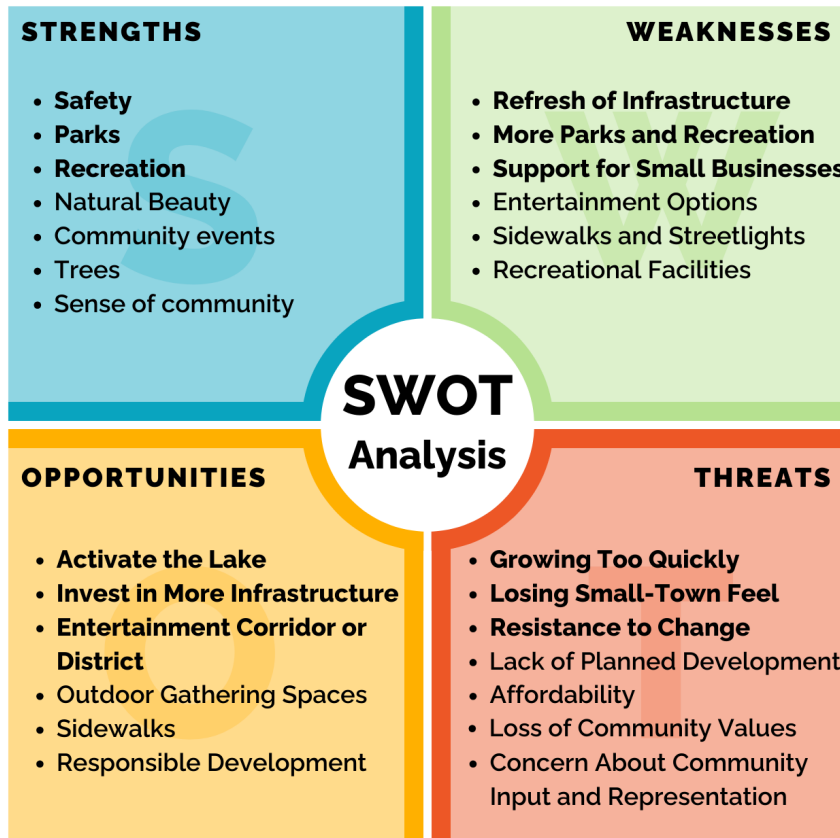 STRENGTHS
• Safety
• Parks
• Recreation
• Natural Beauty
• Community events
• Trees
• Sense of community
WEAKNESSES
• Refresh of Infrastructure
• More Parks and Recreation
• Support for Small Businesses
• Entertainment Options
• Sidewalks and Streetlights
• Recreational Facilities
SWOT
Analysis
OPPORTUNITIES
• Activate the Lake
• Invest in More Infrastructure
• Entertainment Corridor or
District
• Outdoor Gathering Spaces
• Sidewalks
• Responsible Development
THREATS
• Growing Too Quickly
• Losing Small-Town Feel
• Resistance to Change
• Lack of Planned Development
• Affordability
• Loss of Community Values
• Concern About Community
Input and Representation
S
W
O
T